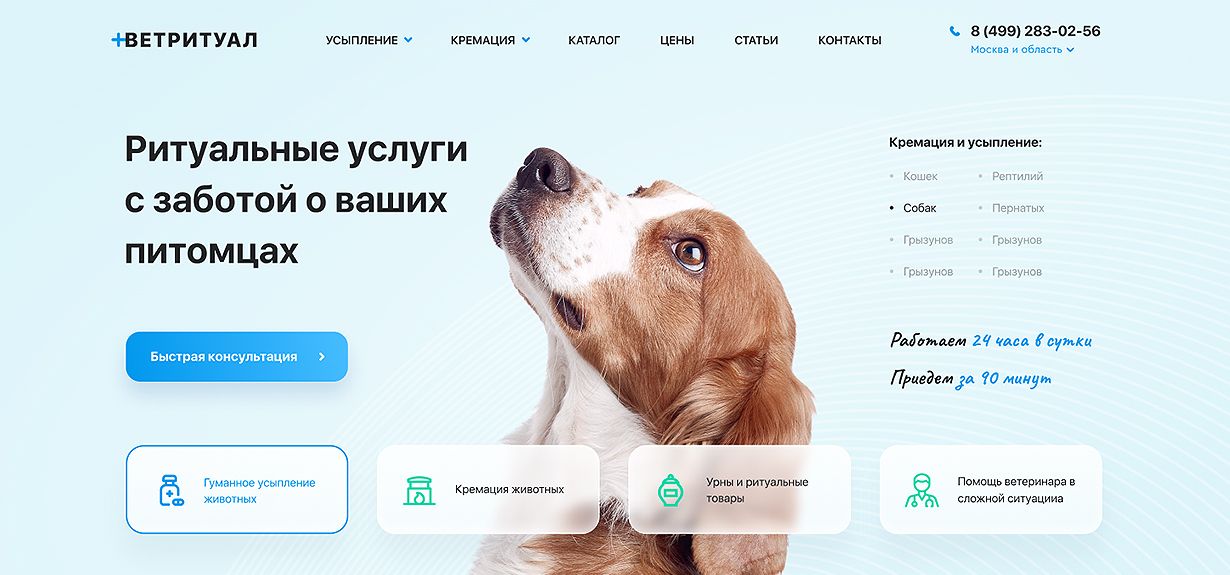 ВЕТРИТУАЛ
УСЫПЛЕНИЕ
КРЕМАЦИЯ
КАТАЛОГ
ЦЕНЫ
СТАТЬИ
КОНТАКТЫ
8 (499) 283-02-56
Москва и область
Ритуальные услуги
с заботой о ваших
питомцах
Быстрая консультация
Кремация и усыпление:
• Кошек
• Рептилий
• Собак
• Пернатых
• Грызунов
• Грызунов
• Грызунов
• Грызунов
Работаем 24 часа в сутки
Приедем за 90 минут
Гуманное усыпление
животных
Кремация животных
Урны и ритуальные
товары
Помощь ветеринара в
сложной ситуациии